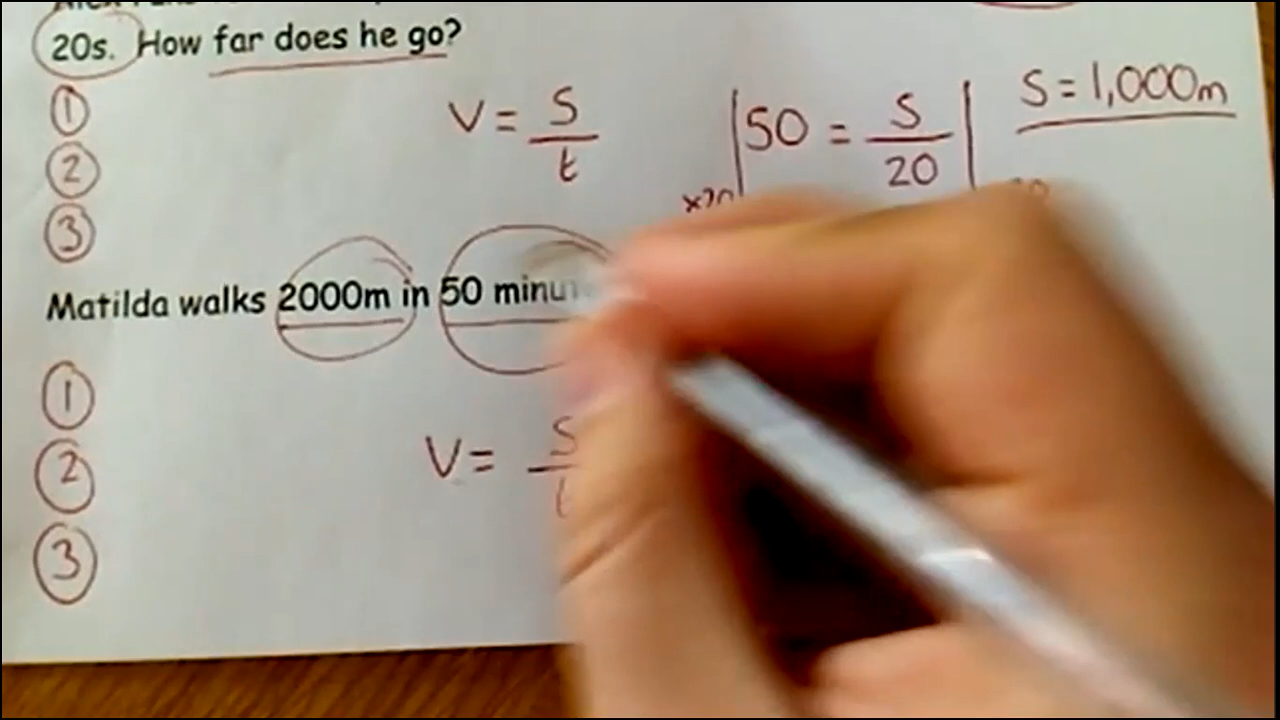 20s. How far does he go?
1
2
3
V = S / t
50 = S / 20
S = 1,000m
x20
Matilda walks 2000m in 50
1
2
3
V = S